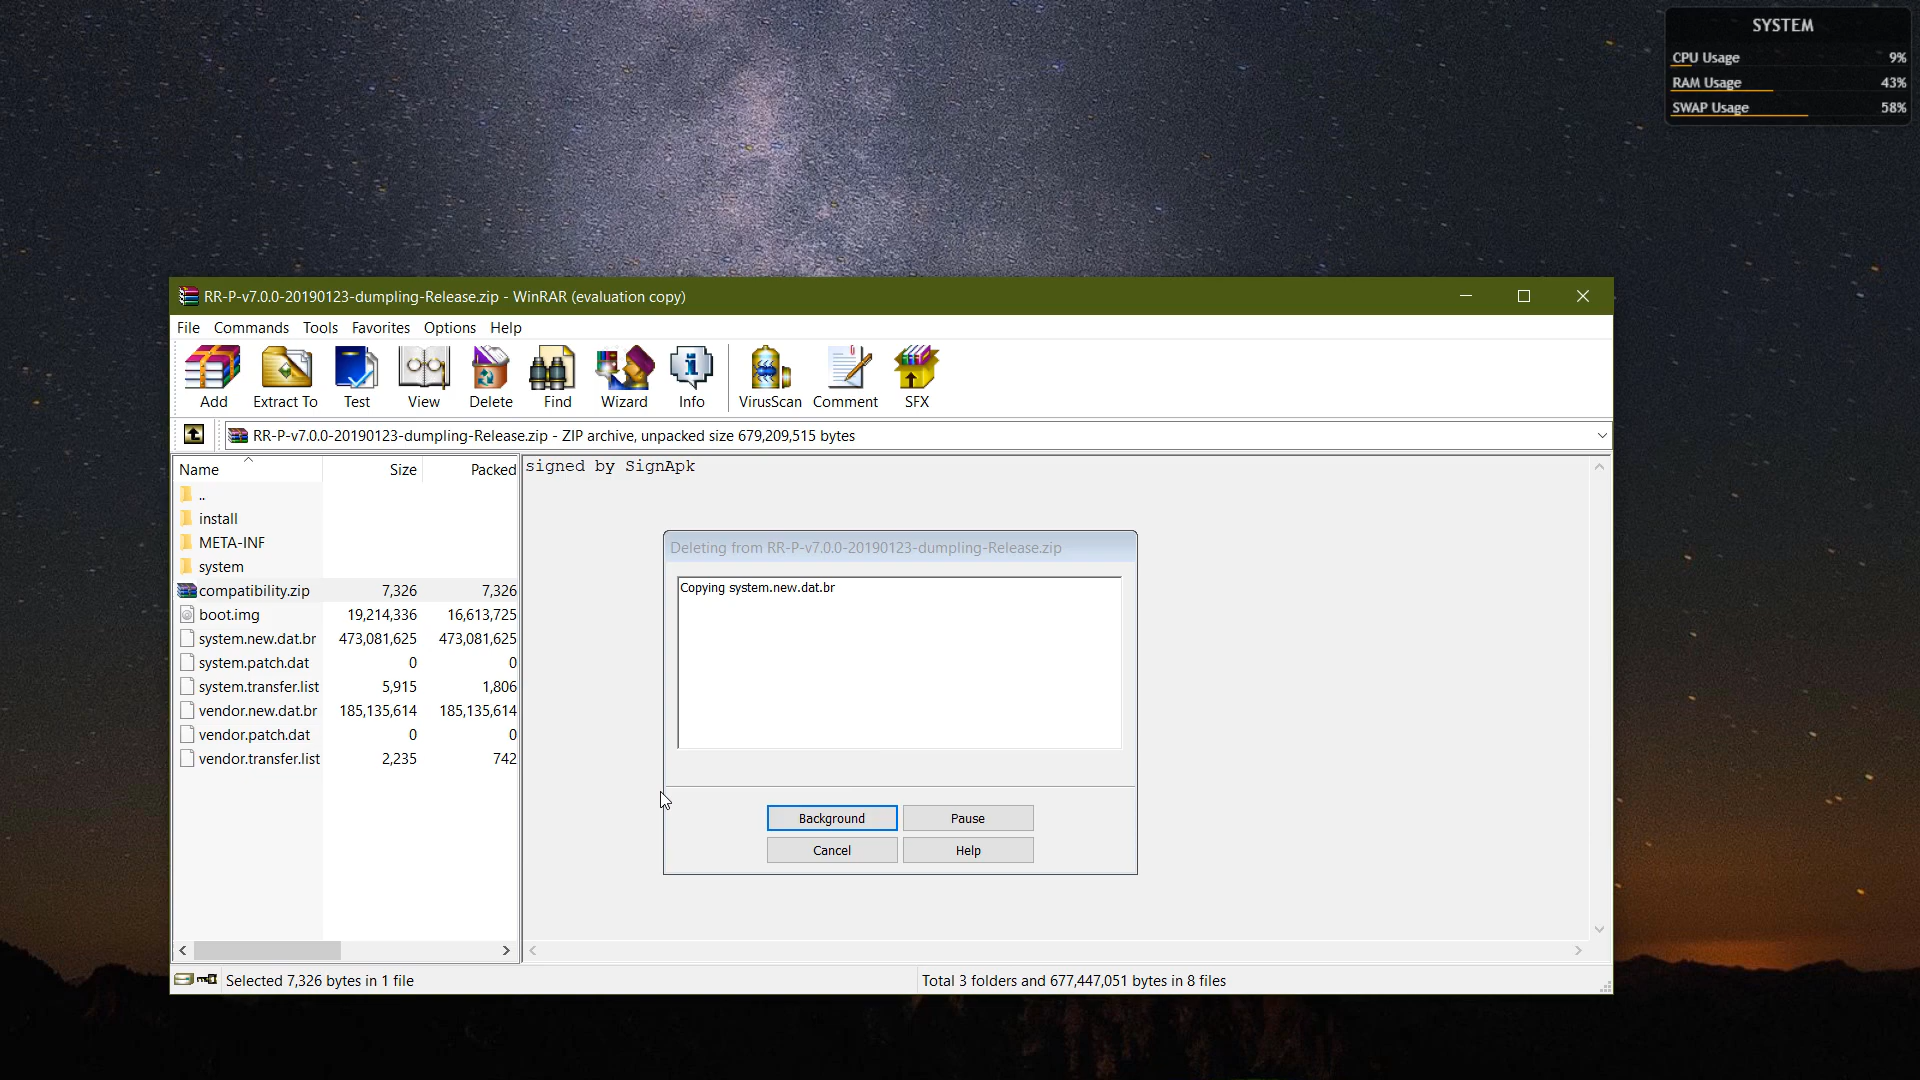 SYSTEM
CPU Usage 9%
RAM Usage 43%
SWAP Usage 58%
RR-P-v7.0.0-20190123-dumpling-Release.zip - WinRAR (evaluation copy)
File Commands Tools Favorites Options Help
Add Extract To Test View Delete Find Wizard Info VirusScan Comment SFX
RR-P-v7.0.0-20190123-dumpling-Release.zip - ZIP archive, unpacked size 679,209,515 bytes
Name Size Packed
..
install
META-INF
system
compatibility.zip 7,326 7,326
boot.img 19,214,336 16,613,725
system.new.dat.br 473,081,625 473,081,625
system.patch.dat 0 0
system.transfer.list 5,915 1,806
vendor.new.dat.br 185,135,614 185,135,614
vendor.patch.dat 0 0
vendor.transfer.list 2,235 742
signed by SignApk
Deleting from RR-P-v7.0.0-20190123-dumpling-Release.zip
Copying system.new.dat.br
Background Pause
Cancel Help
Selected 7,326 bytes in 1 file
Total 3 folders and 677,447,051 bytes in 8 files